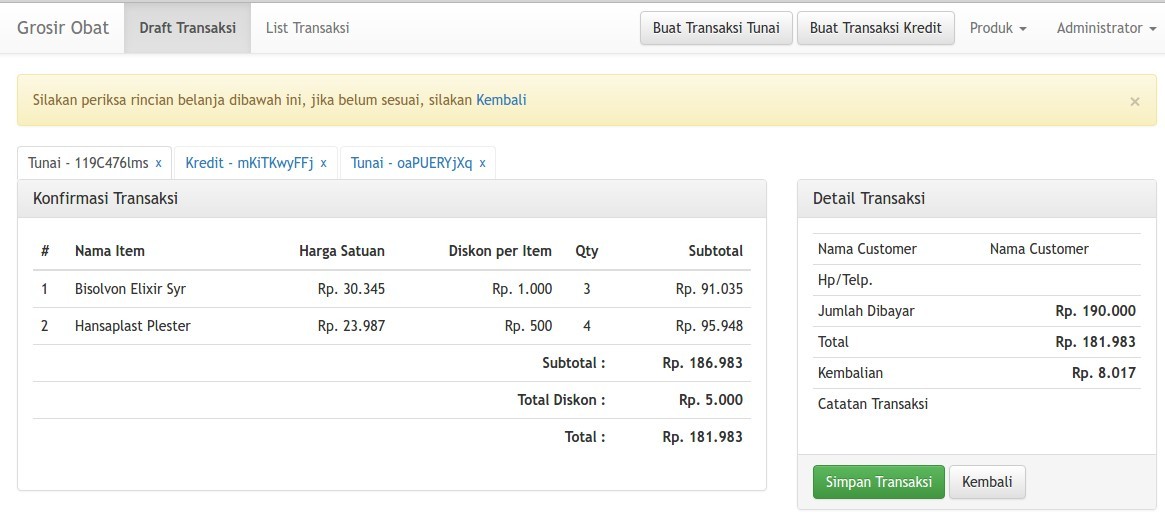 Grosir Obat Draft Transaksi List Transaksi Buat Transaksi Tunai Buat Transaksi Kredit Produk Administrator
Silakan periksa rincian belanja dibawah ini, jika belum sesuai, silakan Kembali ×
Tunai - 119C476lms x Kredit - mKiTKwyFFj x Tunai - oaPUERYjXq x
Konfirmasi Transaksi
# Nama Item Harga Satuan Diskon per Item Qty Subtotal
1 Bisolvon Elixir Syr Rp. 30.345 Rp. 1.000 3 Rp. 91.035
2 Hansaplast Plester Rp. 23.987 Rp. 500 4 Rp. 95.948
Subtotal : Rp. 186.983
Total Diskon : Rp. 5.000
Total : Rp. 181.983
Detail Transaksi
Nama Customer Nama Customer
Hp/Telp.
Jumlah Dibayar Rp. 190.000
Total Rp. 181.983
Kembalian Rp. 8.017
Catatan Transaksi
Simpan Transaksi Kembali